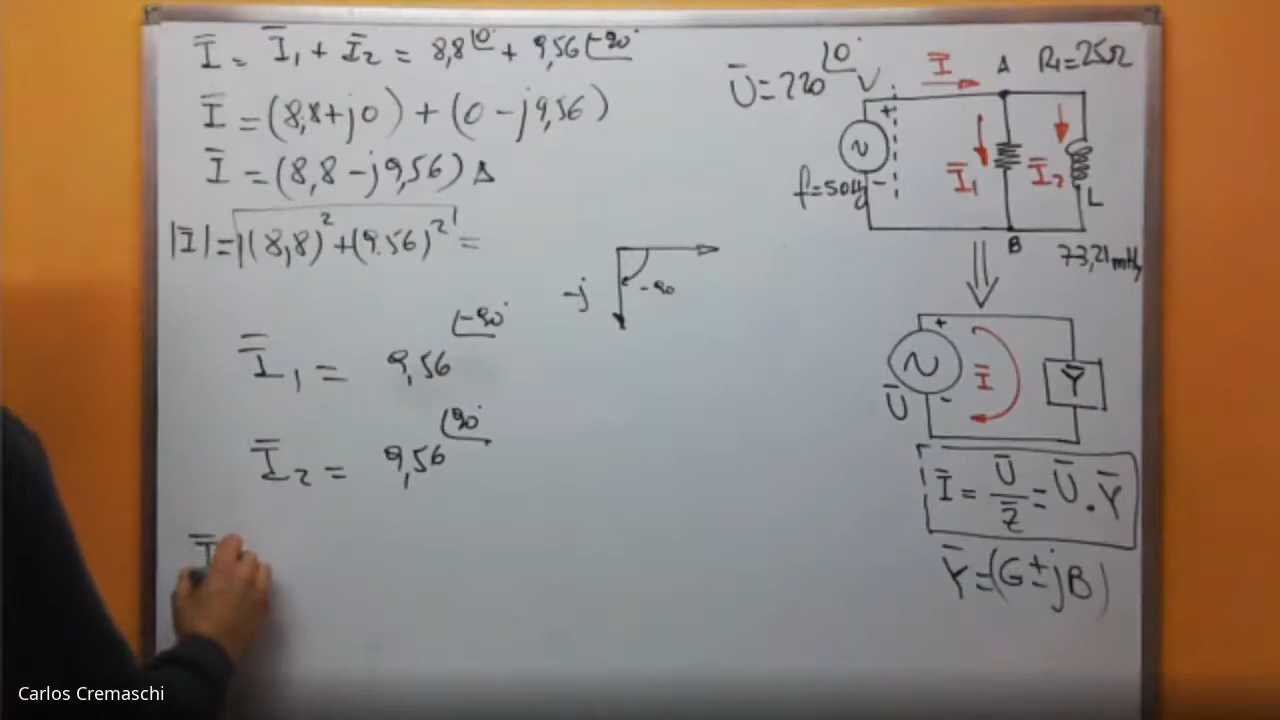 Ī = Ī₁ + Ī₂ = 8,8 ∠0° + 9,56 ∠-90°
Ī = (8,8+j0) + (0-j9,56)
Ī = (8,8-j9,56) A
|Ī| = √(8,8)² + (9.56)² =
-j
-90
Ī₁ = 9,56 ∠-90°
Ī₂ = 9,56 ∠90°
Ī
Ū = 220 ∠0° V
Ī
A
R₁=25Ω
+
-
f=50Hz
Ī₁
Ī₂
L
B
73,21mHy
+
-
Ū
Ī
Ȳ
Ī = Ū/Z̄ = Ū . Ȳ
Ȳ=(G±jB)
Carlos Cremaschi